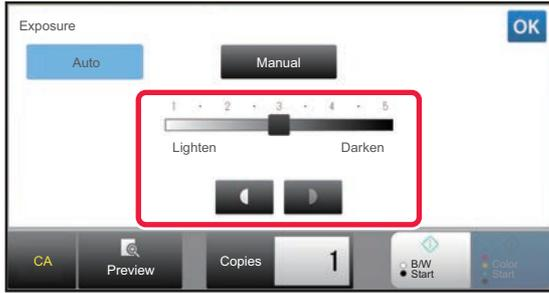 Exposure
OK
Auto
Manual
1 · 2 · 3 · 4 · 5
Lighten Darken
CA
Preview
Copies
1
B/W
Start
Color
Start